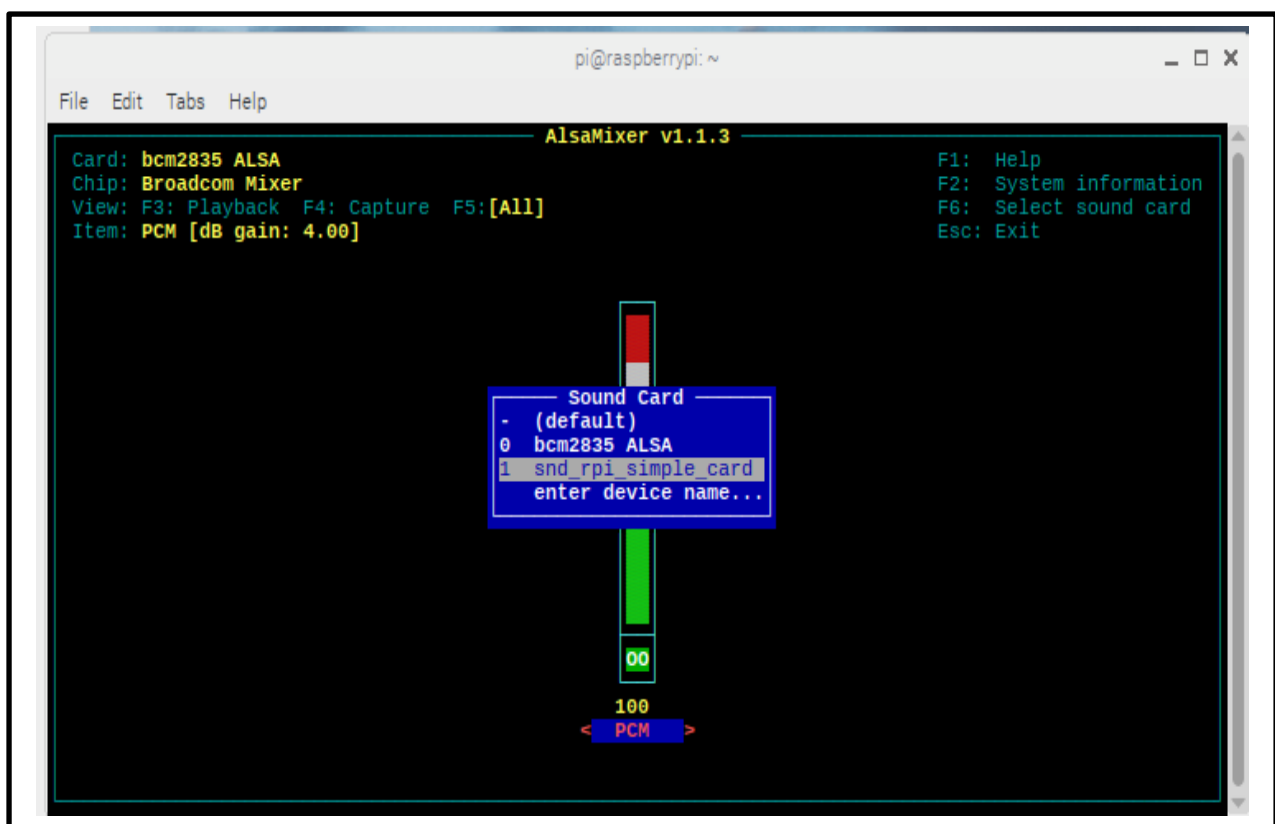 pi@raspberrypi: ~
File Edit Tabs Help
AlsaMixer v1.1.3
Card: bcm2835 ALSA F1: Help
Chip: Broadcom Mixer F2: System information
View: F3: Playback F4: Capture F5:[All] F6: Select sound card
Item: PCM [dB gain: 4.00] Esc: Exit
Sound Card
- (default)
0 bcm2835 ALSA
1 snd_rpi_simple_card
enter device name...
OO
100
< PCM >